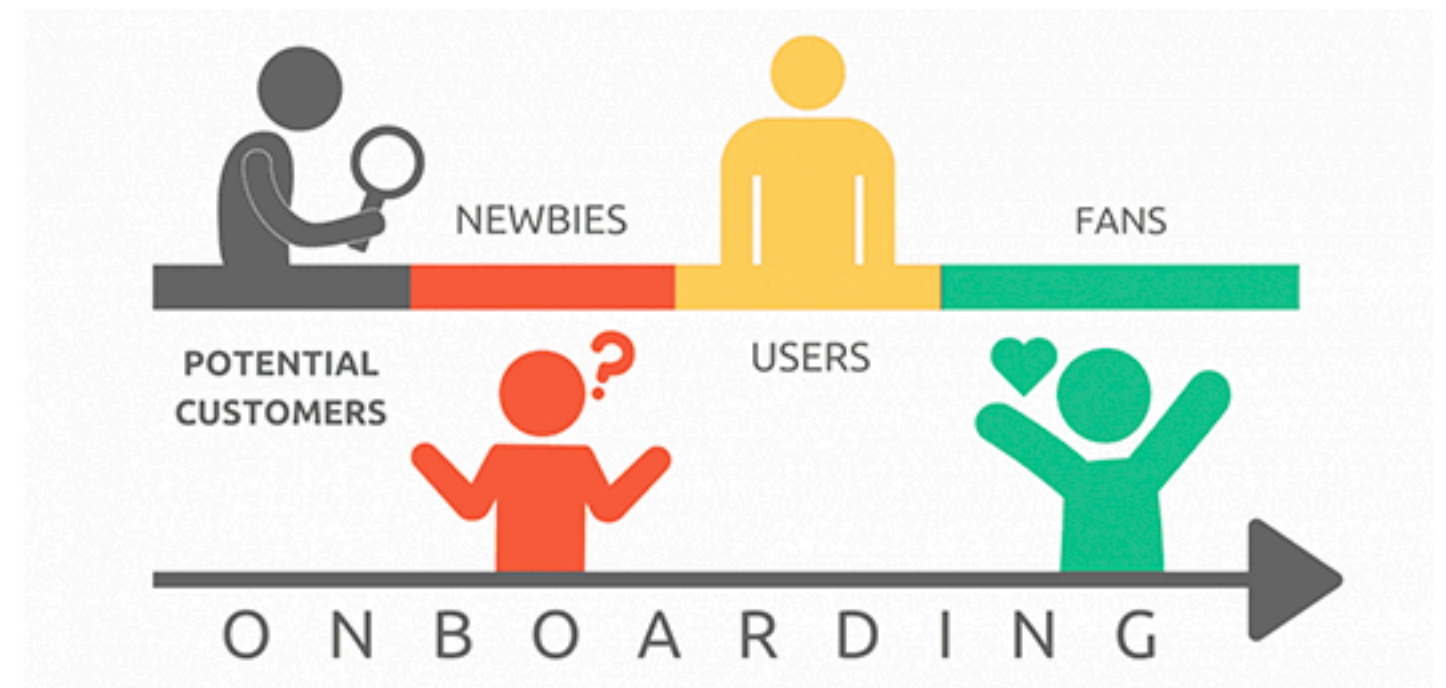 NEWBIES
FANS
POTENTIAL
CUSTOMERS
USERS
?
ONBOARDING